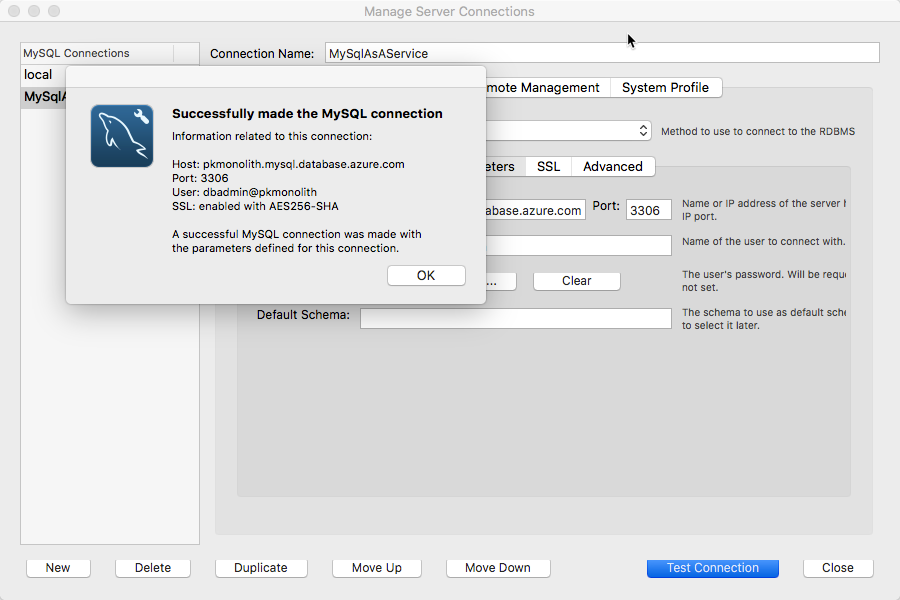 Manage Server Connections
MySQL Connections
Connection Name: MySqlAsAService
local
MySqlA
mote Management
System Profile
Successfully made the MySQL connection
Information related to this connection:
Host: pkmonolith.mysql.database.azure.com
Port: 3306
User: dbadmin@pkmonolith
SSL: enabled with AES256-SHA
A successful MySQL connection was made with
the parameters defined for this connection.
OK
Method to use to connect to the RDBMS
eters
SSL
Advanced
abase.azure.com
Port: 3306
Name or IP address of the server h
IP port.
Name of the user to connect with.
...
Clear
The user's password. Will be reque
not set.
Default Schema:
The schema to use as default sche
to select it later.
New
Delete
Duplicate
Move Up
Move Down
Test Connection
Close